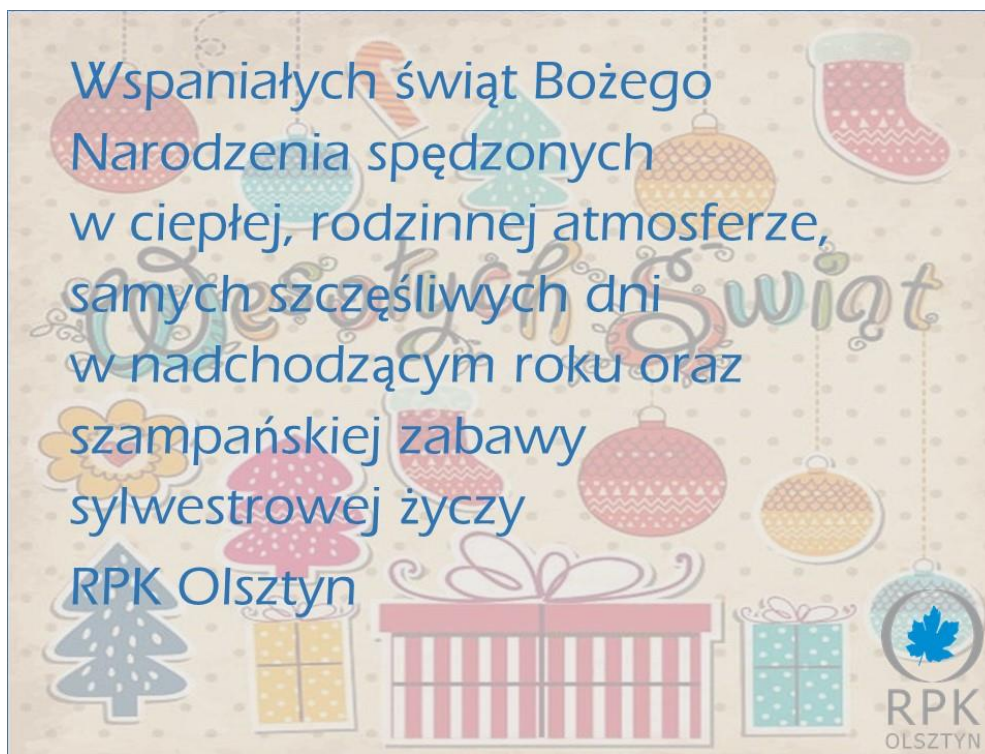 Wspaniałych świąt Bożego
Narodzenia spędzonych
w ciepłej, rodzinnej atmosferze,
Wesołych Świąt
samych szczęśliwych dni
w nadchodzącym roku oraz
szampańskiej zabawy
sylwestrowej życzy
RPK Olsztyn
RPK
OLSZTYN